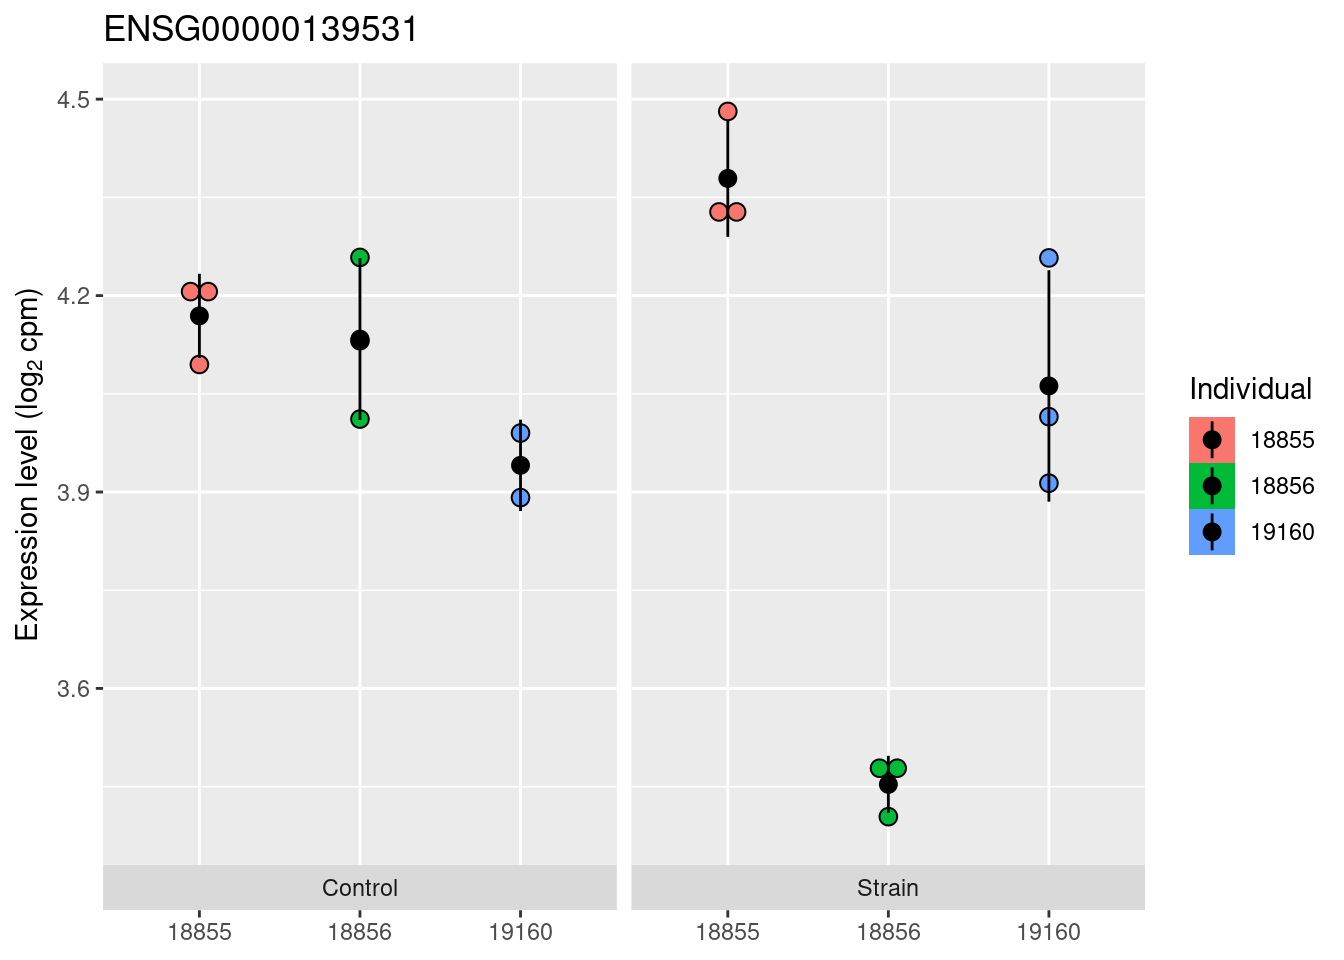 ENSG00000139531
Expression level (log₂ cpm)
4.5
4.2
3.9
3.6
Control
Strain
18855
18856
19160
18855
18856
19160
Individual
18855
18856
19160